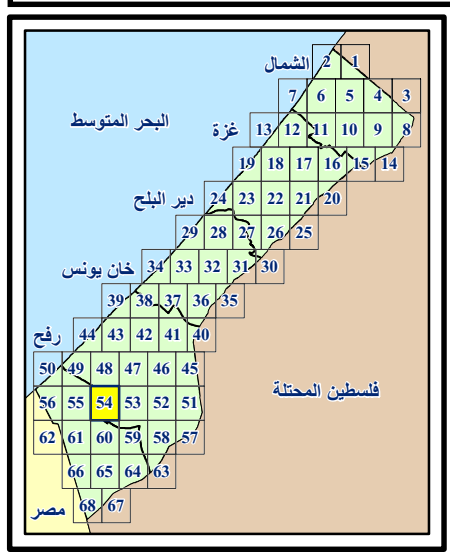 الشمال 2 1
7 6 5 4 3
البحر المتوسط
غزة 13 12 11 10 9 8
19 18 17 16 15 14
دير البلح 24 23 22 21 20
29 28 27 26 25
خان يونس 34 33 32 31 30
39 38 37 36 35
رفح 44 43 42 41 40
50 49 48 47 46 45
فلسطين المحتلة
56 55 54 53 52 51
62 61 60 59 58 57
66 65 64 63
مصر 68 67